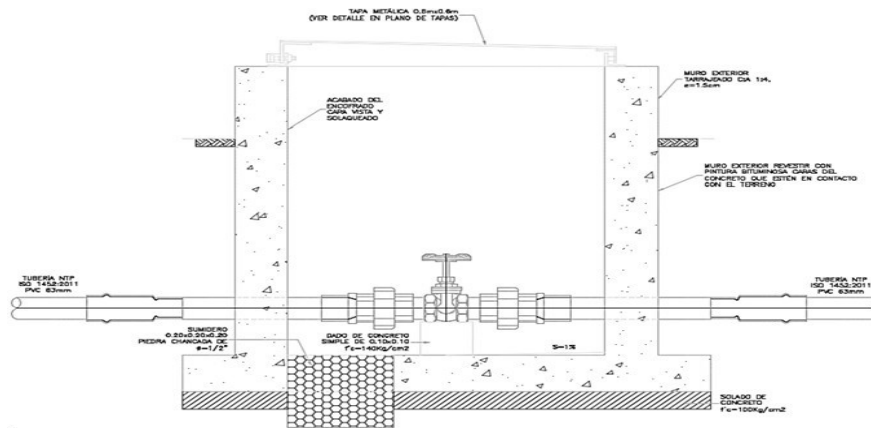 TAPA METÁLICA 0.6mx0.6m
(VER DETALLE EN PLANO DE TAPAS)
MURO EXTERIOR
TARRAJEADO C:A 1:4,
e=1.5cm
ACABADO DEL
ENCOFRADO
CARA VISTA Y
SOLAQUEADO
MURO EXTERIOR REVESTIR CON
PINTURA BITUMINOSA CARAS DEL
CONCRETO QUE ESTÉN EN CONTACTO
CON EL TERRENO
TUBERÍA NTP
ISO 1452:2011
PVC 63mm
TUBERÍA NTP
ISO 1452:2011
PVC 63mm
SUMIDERO
0.20x0.20x0.20
PIEDRA CHANCADA DE
ø=1/2"
DADO DE CONCRETO
SIMPLE DE 0.10x0.10
f'c=140Kg/cm2
S=1%
SOLADO DE
CONCRETO
f'c=100Kg/cm2